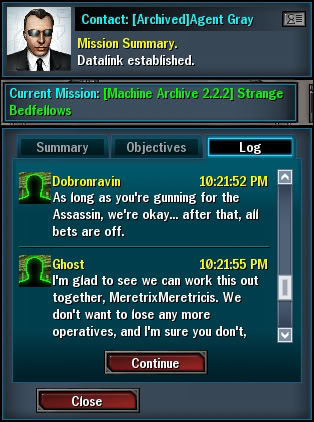 Contact: [Archived]Agent Gray
Mission Summary.
Datalink established.
Current Mission: [Machine Archive 2.2.2] Strange
Bedfellows
Summary
Objectives
Log
Dobronravin 10:21:52 PM
As long as you're gunning for the
Assassin, we're okay... after that, all
bets are off.
Ghost 10:21:55 PM
I'm glad to see we can work this out
together, MeretrixMeretricis. We
don't want to lose any more
operatives, and I'm sure you don't,
Continue
Close